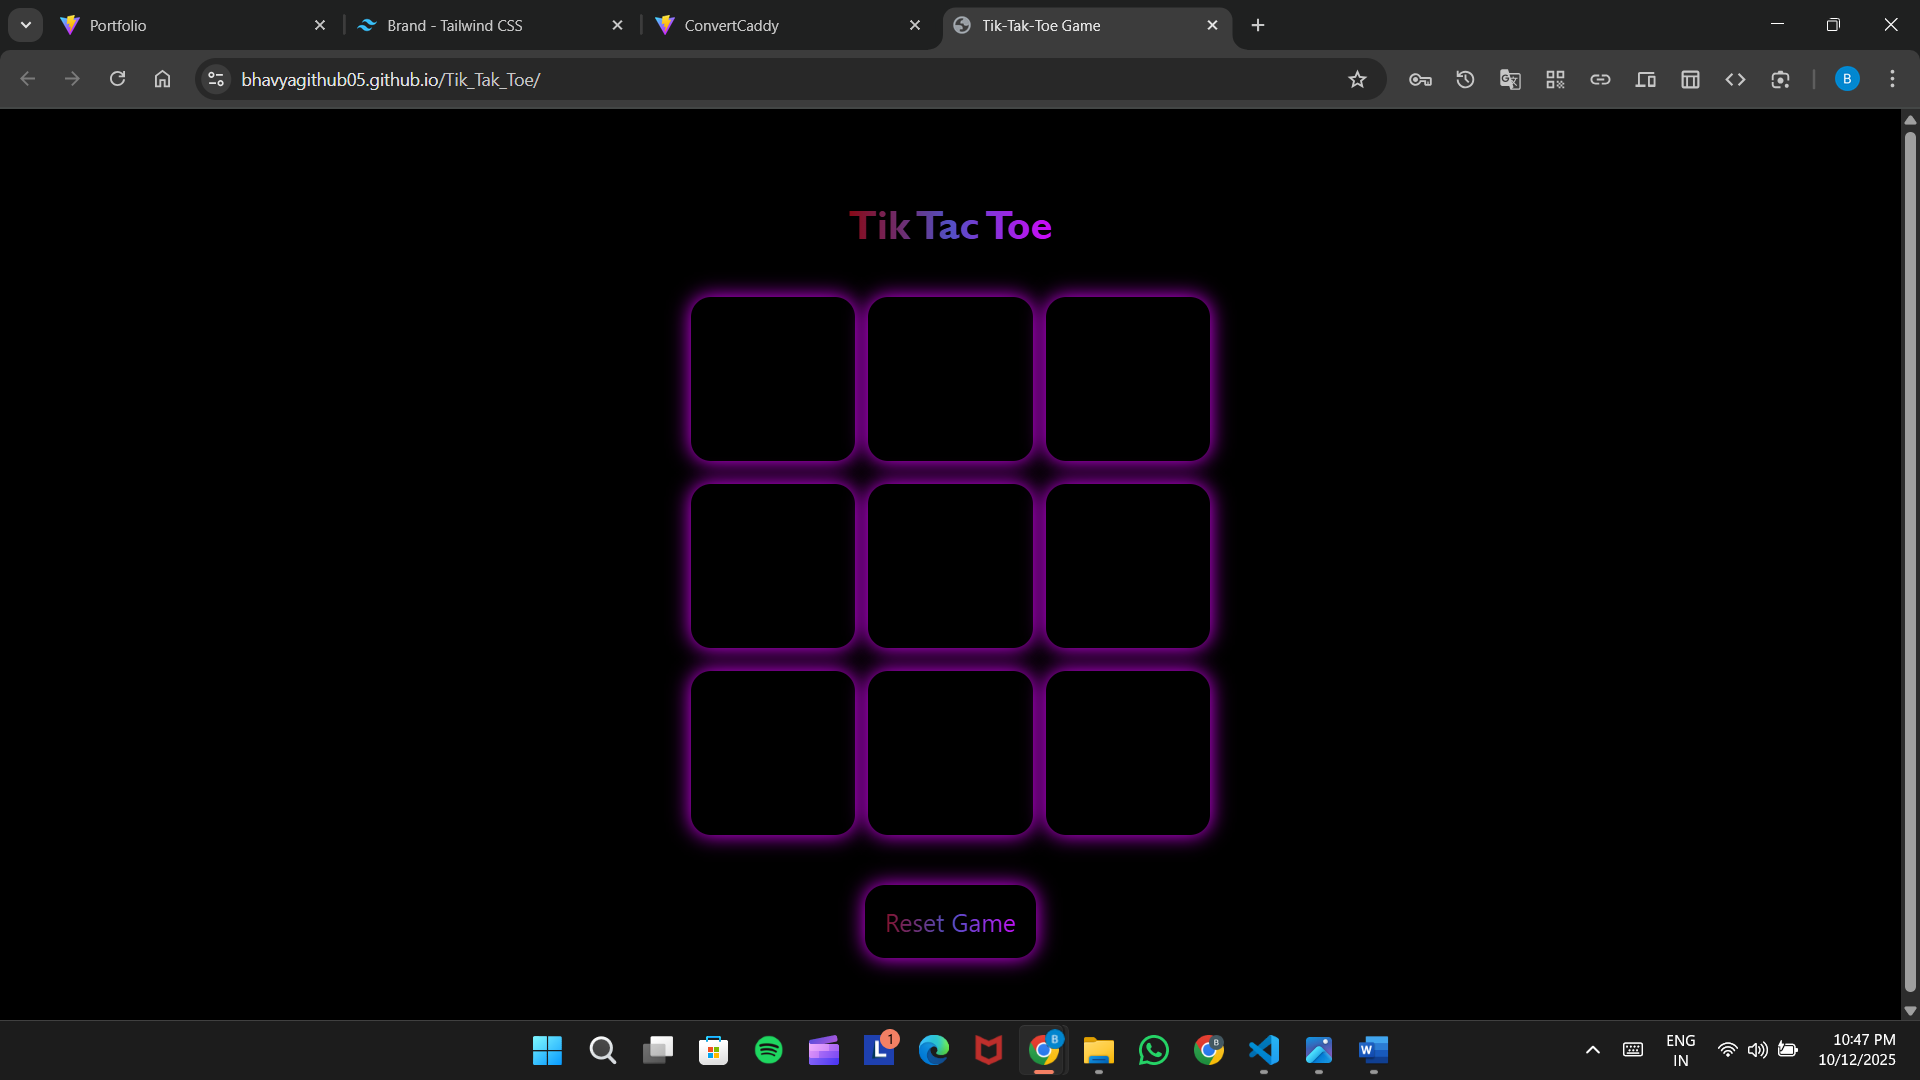 Portfolio
Brand - Tailwind CSS
ConvertCaddy
Tik-Tak-Toe Game
bhavyagithub05.github.io/Tik_Tak_Toe/
B
Tik Tac Toe
Reset Game
L
1
B
B
W
ENG
IN
10:47 PM
10/12/2025